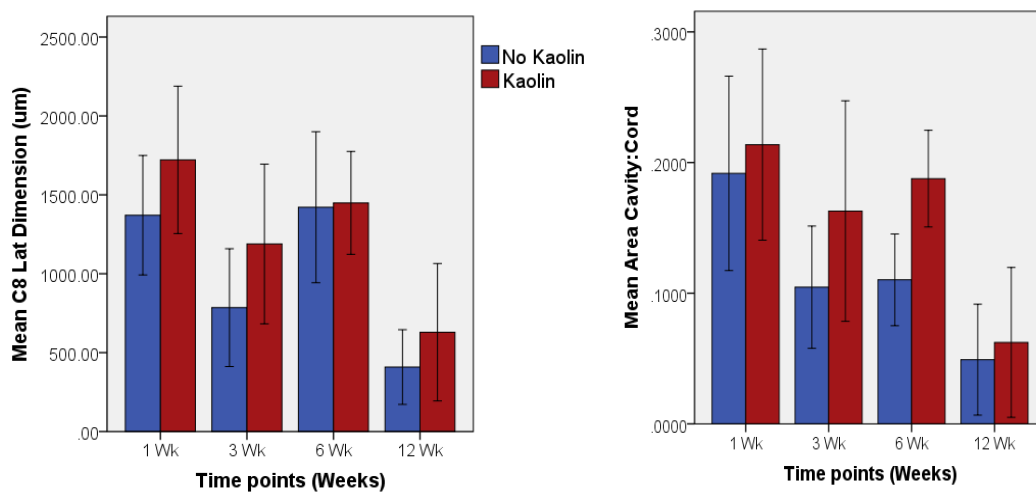 Mean C8 Lat Dimension (um)
2500.00
2000.00
1500.00
1000.00
500.00
.00
1 Wk 3 Wk 6 Wk 12 Wk
Time points (Weeks)
No Kaolin
Kaolin
Mean Area Cavity:Cord
.3000
.2000
.1000
.0000
1 Wk 3 Wk 6 Wk 12 Wk
Time points (Weeks)